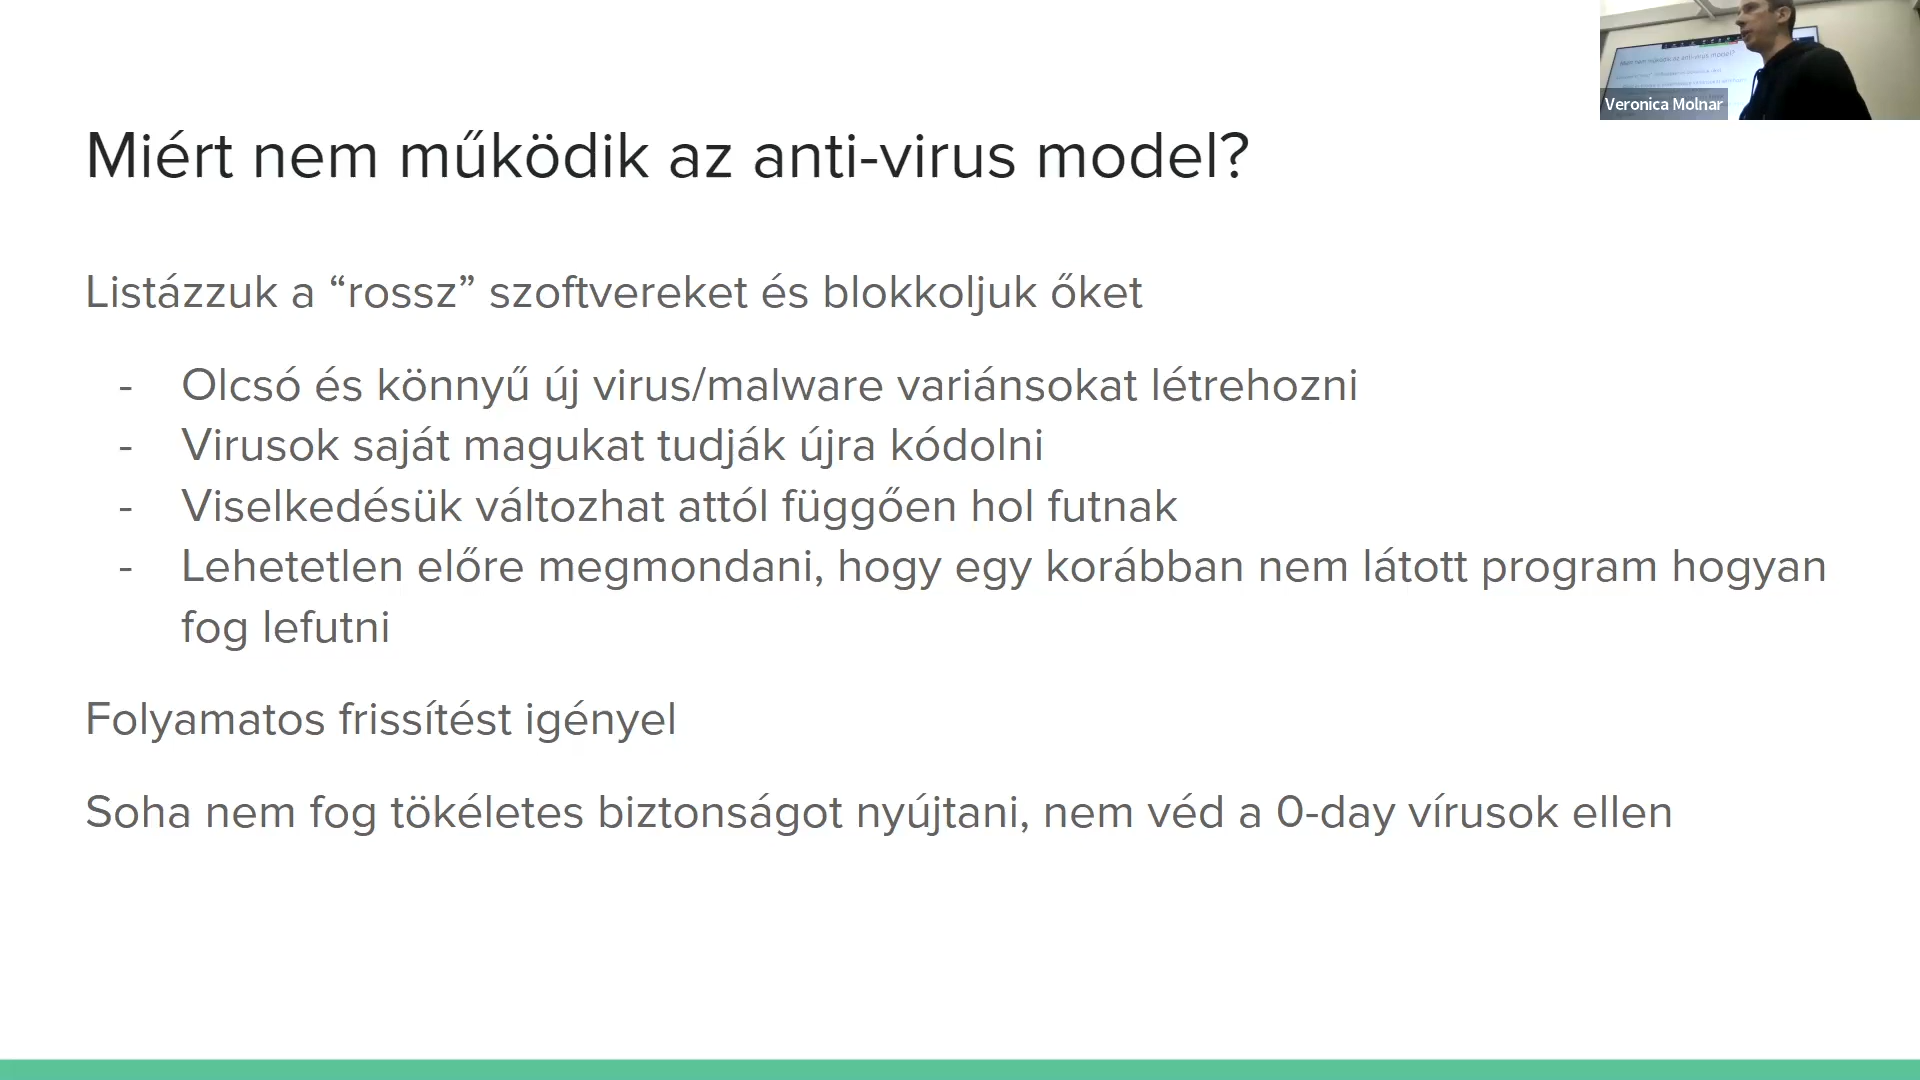 Veronica Molnar
Miért nem működik az anti-virus model?
Listázzuk a “rossz” szoftvereket és blokkoljuk őket
- Olcsó és könnyű új virus/malware variánsokat létrehozni
- Virusok saját magukat tudják újra kódolni
- Viselkedésük változhat attól függően hol futnak
- Lehetetlen előre megmondani, hogy egy korábban nem látott program hogyan
fog lefutni
Folyamatos frissítést igényel
Soha nem fog tökéletes biztonságot nyújtani, nem véd a 0-day vírusok ellen